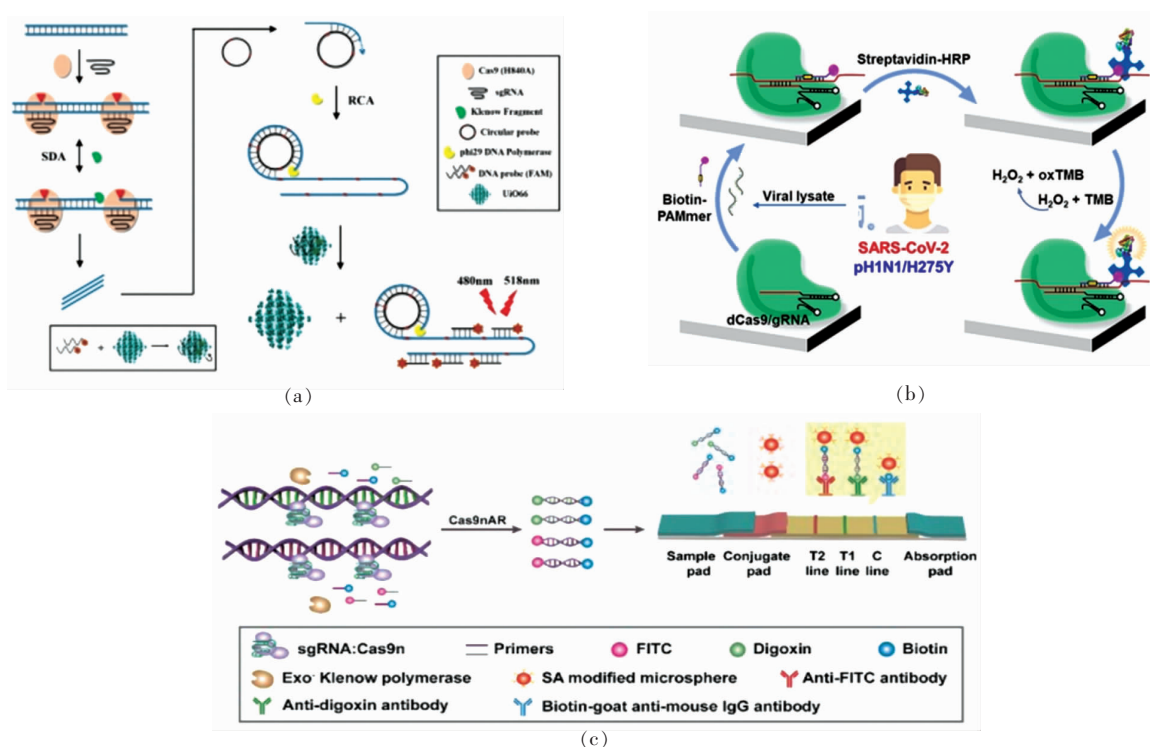 Cas9 (H840A)
sgRNA
Klenow Fragment
Circular probe
phi29 DNA Polymerase
DNA probe (FAM)
UiO66
RCA
SDA
480nm 518nm
+
+
(a)
Streptavidin-HRP
Biotin-
PAMmer
Viral lysate
SARS-CoV-2
pH1N1/H275Y
H₂O₂ + oxTMB
H₂O₂ + TMB
dCas9/gRNA
(b)
Cas9nAR
Sample
pad
Conjugate
pad
T2
line
T1
line
C
line
Absorption
pad
sgRNA:Cas9n
Primers
FITC
Digoxin
Biotin
Exo⁻ Klenow polymerase
SA modified microsphere
Anti-FITC antibody
Anti-digoxin antibody
Biotin-goat anti-mouse IgG antibody
(c)